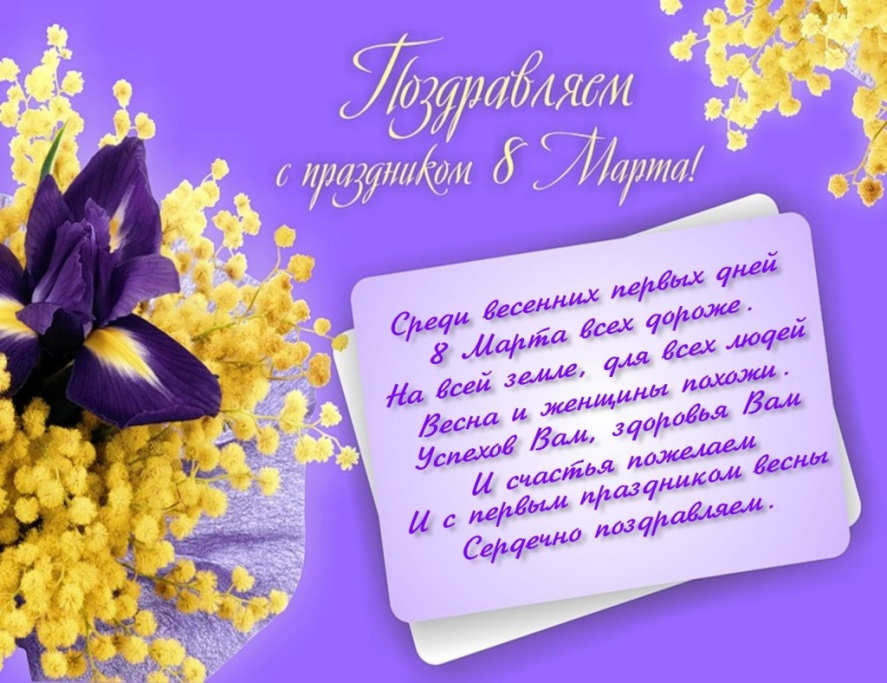 Поздравляем
с праздником 8 Марта!
Среди весенних первых дней
8 Марта всех дороже.
На всей земле, для всех людей
Весна и женщины похожи.
Успехов Вам, здоровья Вам
И счастья пожелаем
И с первым праздником весны
Сердечно поздравляем.